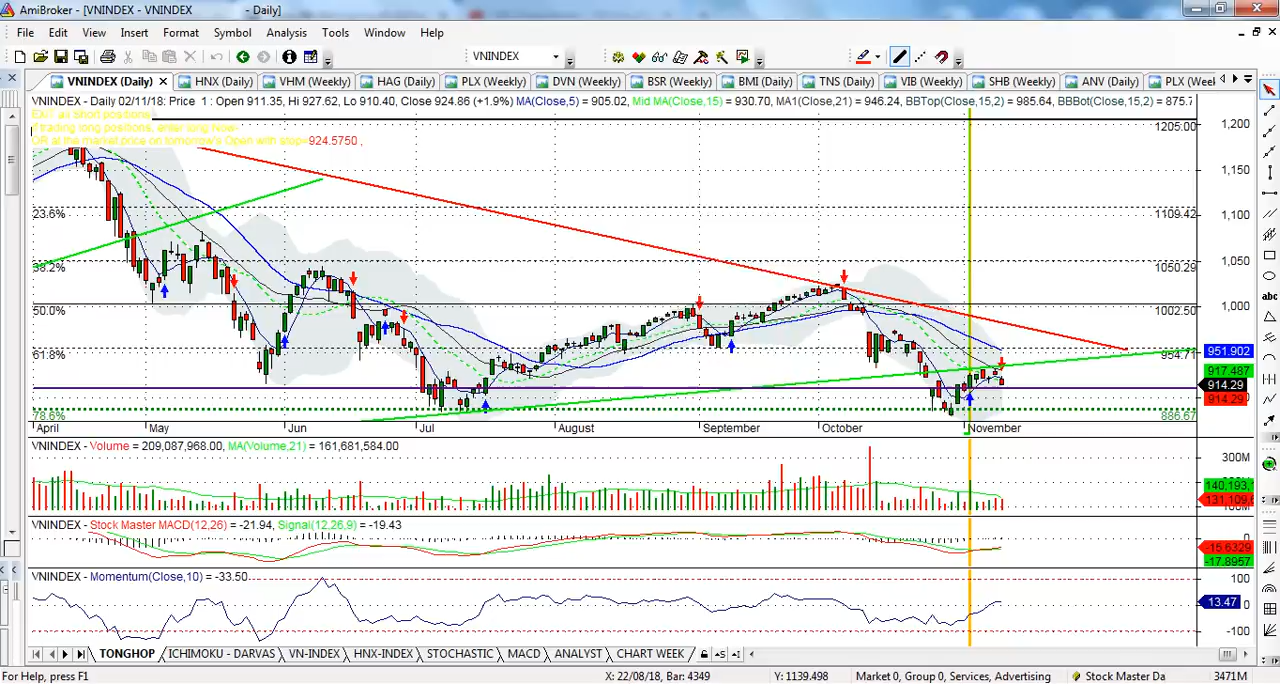 AmiBroker - [VNINDEX - VNINDEX - Daily]
File Edit View Insert Format Symbol Analysis Tools Window Help
VNINDEX
VNINDEX (Daily) HNX (Daily) VHM (Weekly) HAG (Daily) PLX (Weekly) DVN (Weekly) BSR (Weekly) BMI (Daily) TNS (Daily) VIB (Weekly) SHB (Weekly) ANV (Daily) PLX (Wee
VNINDEX - Daily 02/11/18: Price 1 : Open 911.35, Hi 927.62, Lo 910.40, Close 924.86 (+1.9%) MA(Close,5) = 905.02, Mid MA(Close,15) = 930.70, MA1(Close,21) = 946.24, BBTop(Close,15,2) = 985.64, BBBot(Close,15,2) = 875.7
EXIT all Short positions
if trading long positions, enter long Now-
OR at the market price on tomorrow's Open with stop=924.5750 ,
1205.00
1,200
1,150
23.6%
1109.42
1,100
38.2%
1050.29
1,050
50.0%
1002.50
1,000
61.8%
954.71
951.902
917.487
914.29
914.29
78.6%
886.67
April May Jun Jul August September October November
VNINDEX - Volume = 209,087,968.00, MA(Volume,21) = 161,681,584.00
300M
140,193,
131,109,6
100M
VNINDEX - Stock Master MACD(12,26) = -21.94, Signal(12,26,9) = -19.43
0
-15.6329
-17.8957
VNINDEX - Momentum(Close,10) = -33.50
100
13.47
0
-100
TONGHOP ICHIMOKU - DARVAS VN-INDEX HNX-INDEX STOCHASTIC MACD ANALYST CHART WEEK
For Help, press F1
X: 22/08/18, Bar: 4349
Y: 1139.498
Market 0, Group 0, Services, Advertising
Stock Master Da
3471M